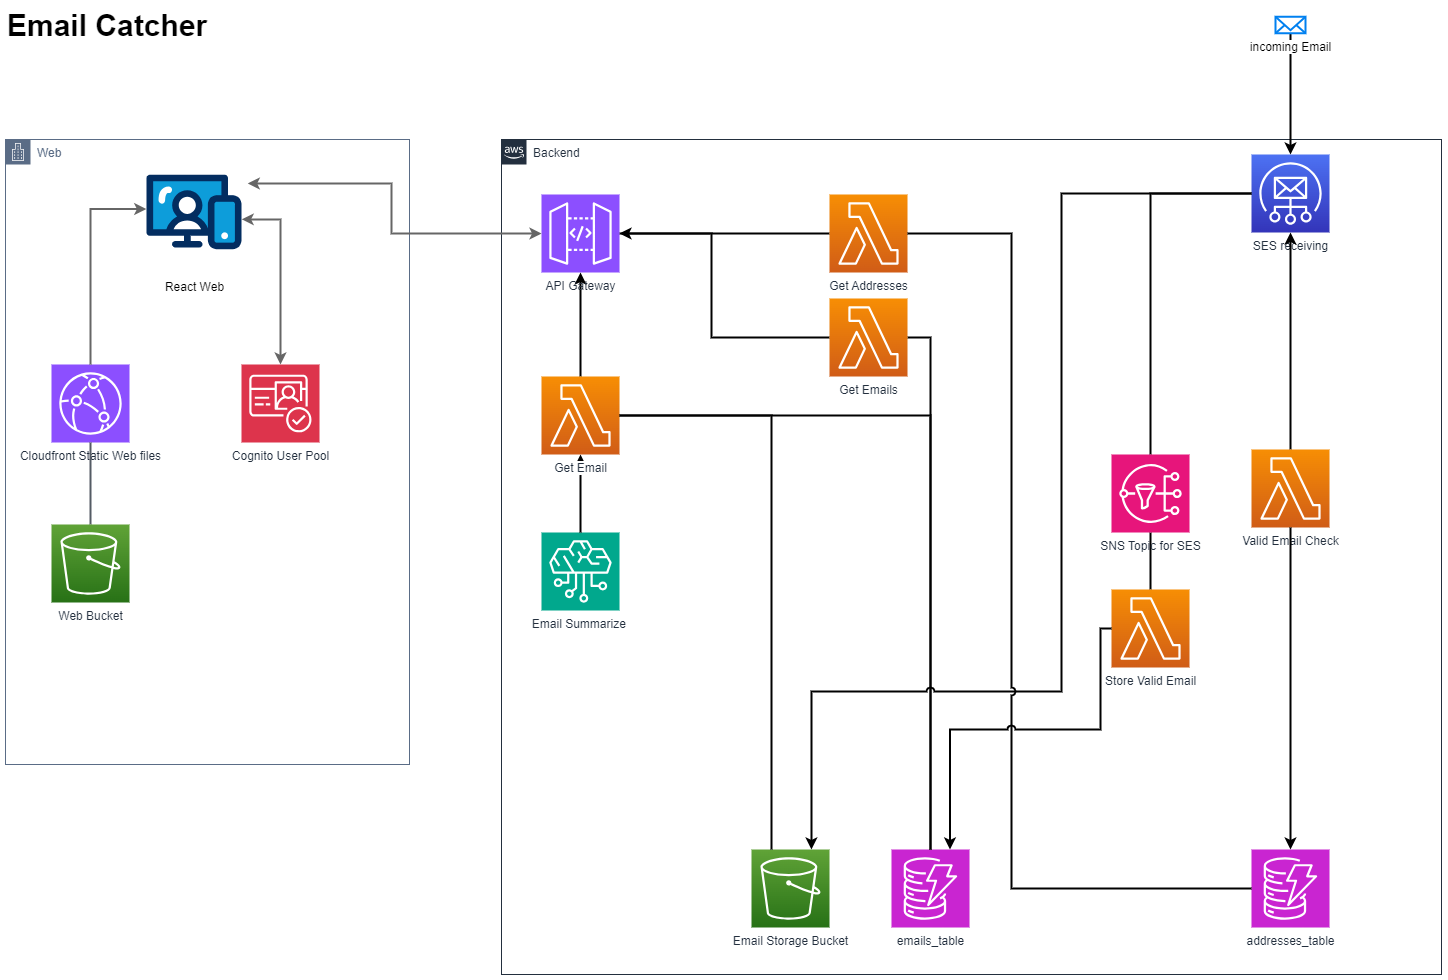 Email Catcher
incoming Email
Web
aws
Backend
React Web
API Gateway
Get Addresses
SES receiving
Get Emails
Cloudfront Static Web files
Cognito User Pool
Get Email
SNS Topic for SES
Valid Email Check
Web Bucket
Email Summarize
Store Valid Email
Email Storage Bucket
emails_table
addresses_table